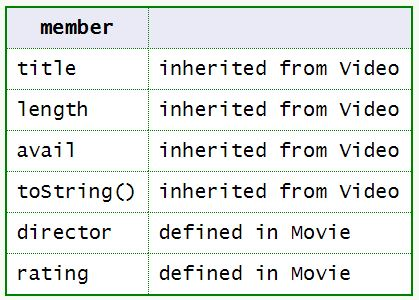 member
title inherited from Video
length inherited from Video
avail inherited from Video
toString() inherited from Video
director defined in Movie
rating defined in Movie